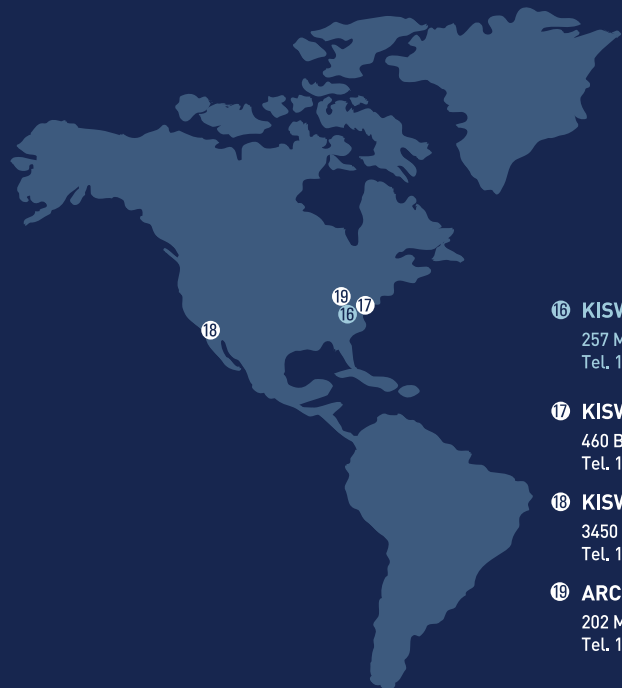 19
17
16
18
16 KISW
257 M
Tel. 1
17 KISW
460 B
Tel. 1
18 KISW
3450
Tel. 1
19 ARC
202 M
Tel. 1